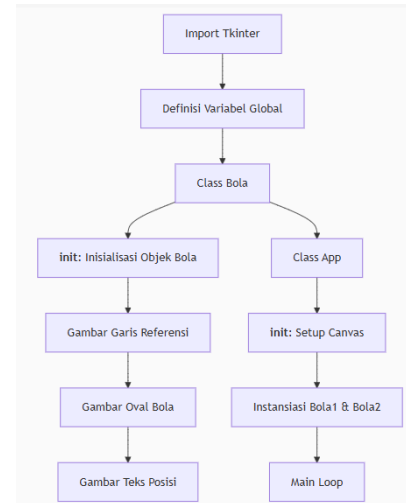 Import Tkinter
Definisi Variabel Global
Class Bola
init: Inisialisasi Objek Bola
Class App
Gambar Garis Referensi
init: Setup Canvas
Gambar Oval Bola
Instansiasi Bola1 & Bola2
Gambar Teks Posisi
Main Loop